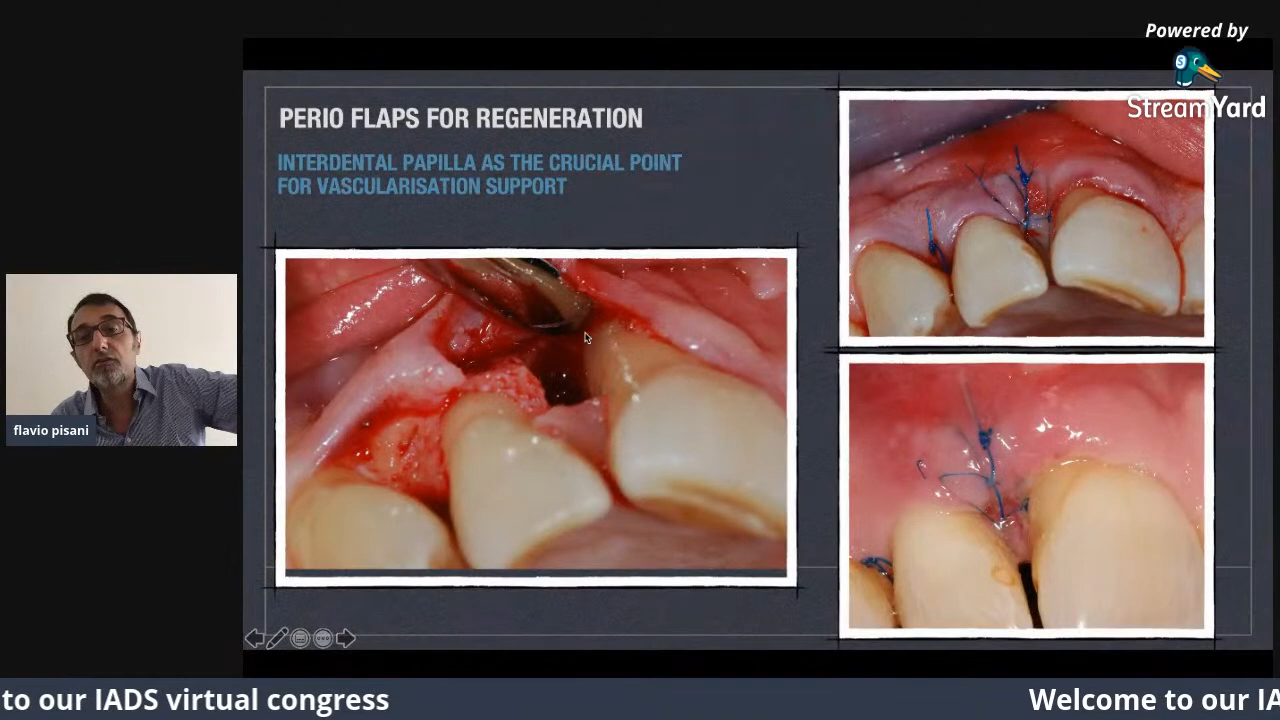 Powered by
StreamYard
PERIO FLAPS FOR REGENERATION
INTERDENTAL PAPILLA AS THE CRUCIAL POINT
FOR VASCULARISATION SUPPORT
flavio pisani
to our IADS virtual congress
Welcome to our IA